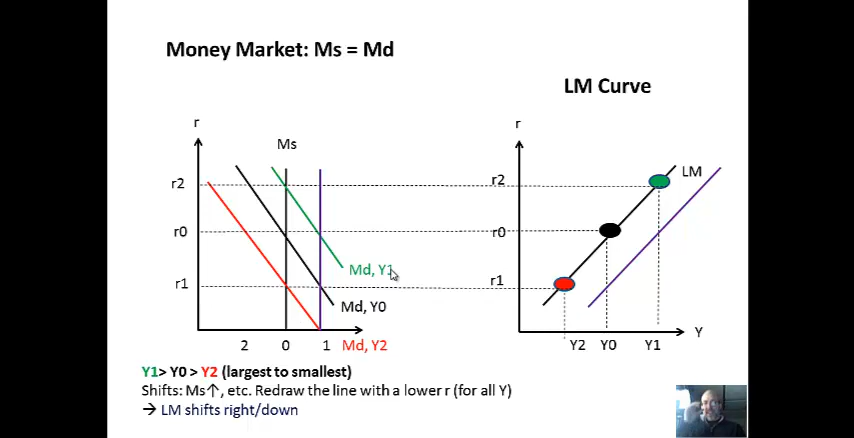 Money Market: Ms = Md
LM Curve
r
Ms
r2
r0
r1
Md, Y1
Md, Y0
2 0 1 Md, Y2
r
r2
r0
r1
LM
Y
Y2 Y0 Y1
Y1> Y0 > Y2 (largest to smallest)
Shifts: Ms↑, etc. Redraw the line with a lower r (for all Y)
→ LM shifts right/down